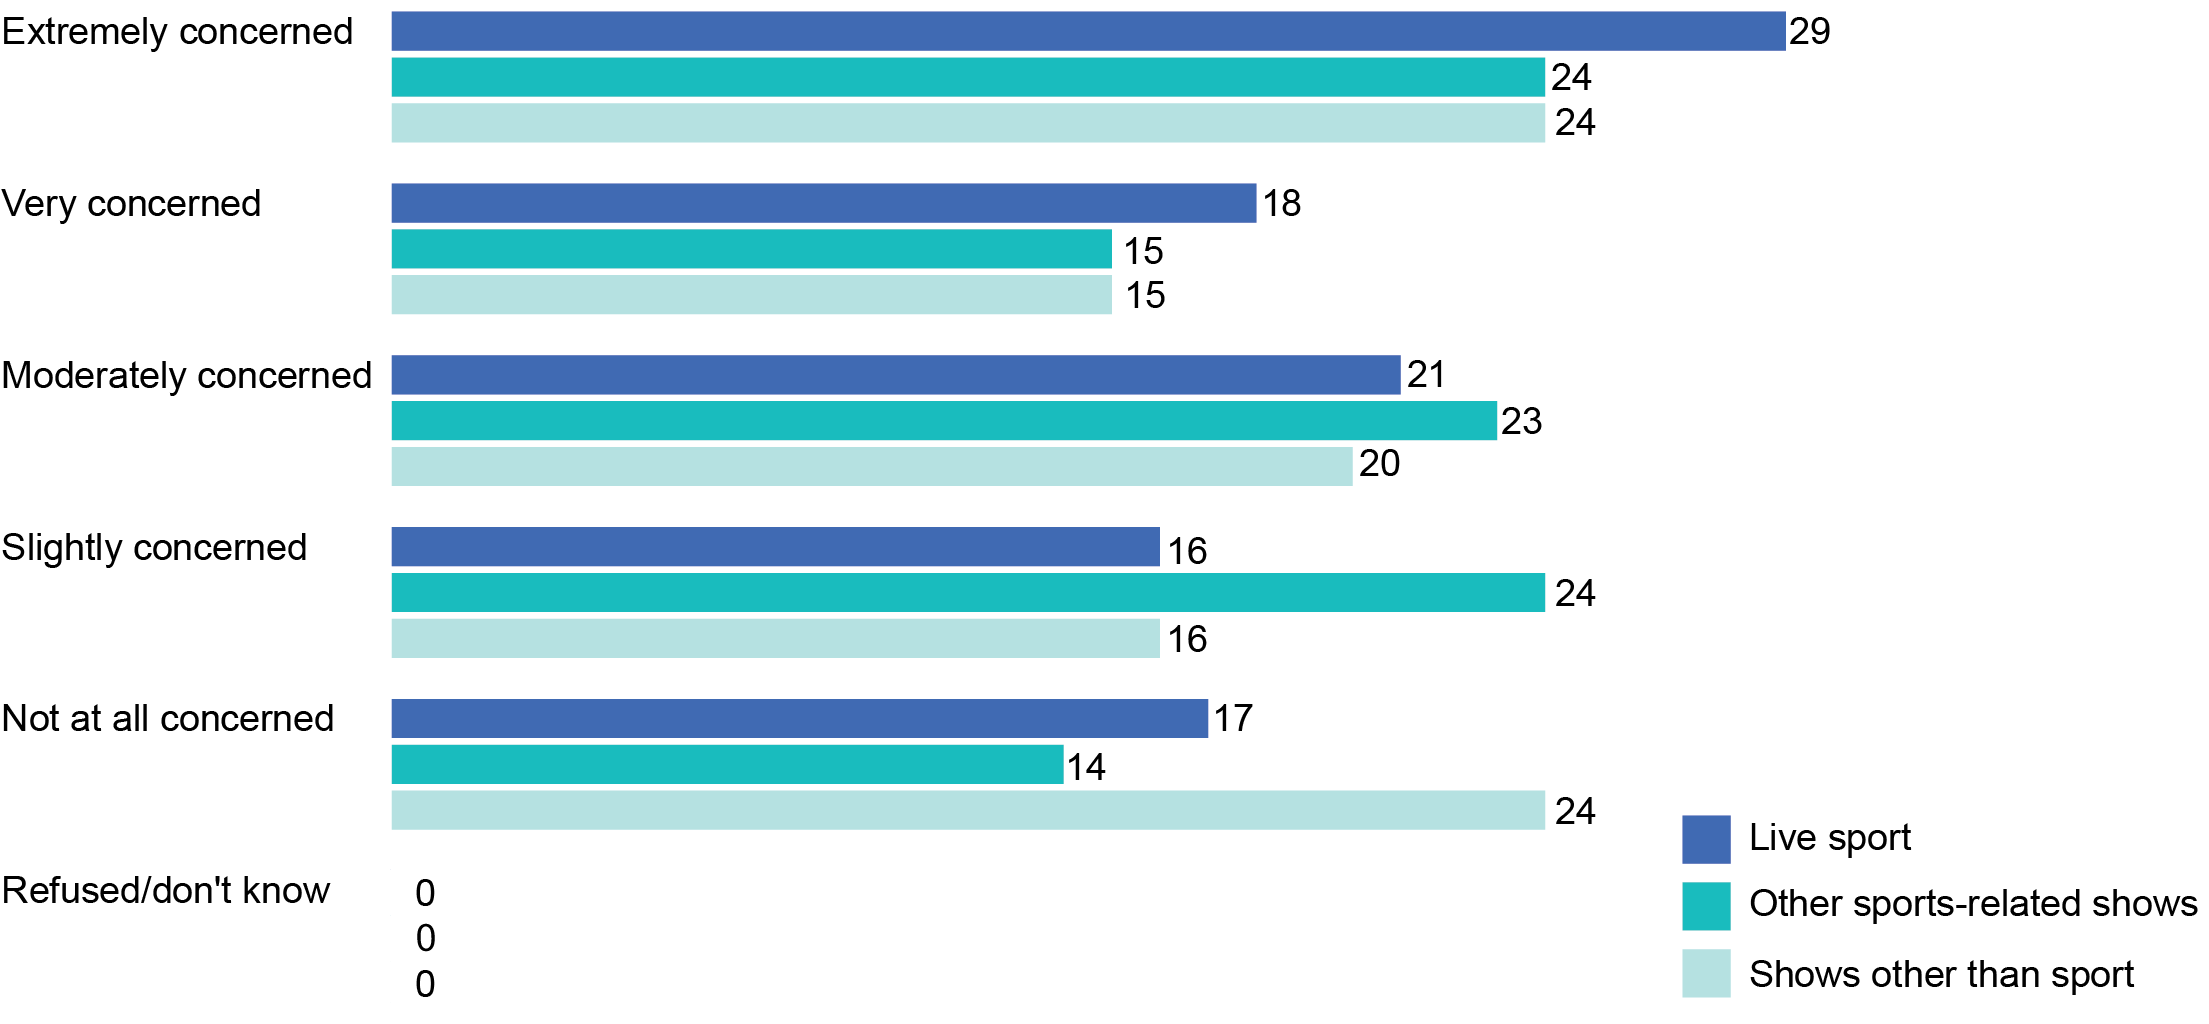 Extremely concerned
29
24
24
Very concerned
18
15
15
Moderately concerned
21
23
20
Slightly concerned
16
24
16
Not at all concerned
17
14
24
Refused/don't know
0
0
0
Live sport
Other sports-related shows
Shows other than sport